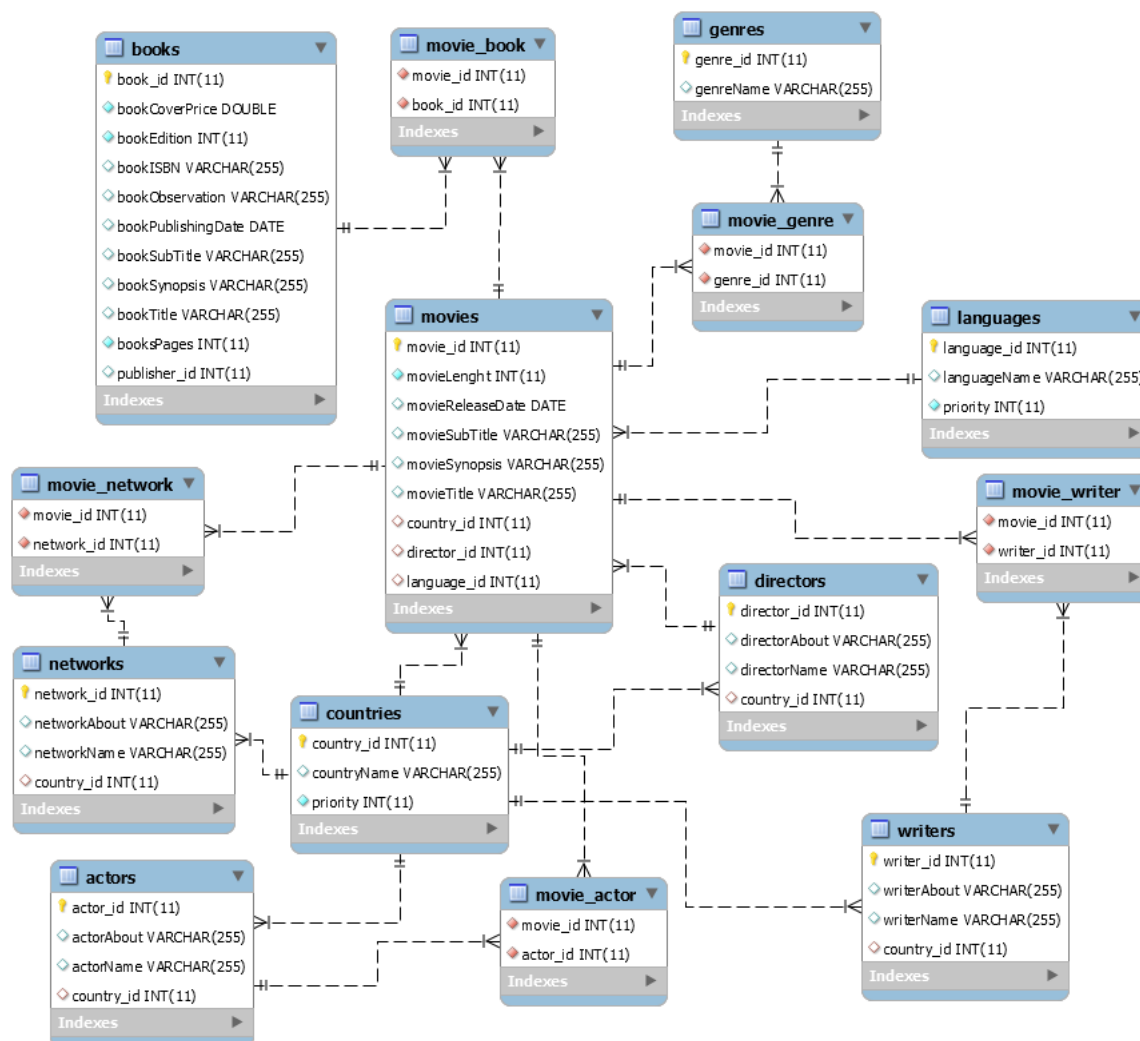 books
book_id INT(11)
bookCoverPrice DOUBLE
bookEdition INT(11)
bookISBN VARCHAR(255)
bookObservation VARCHAR(255)
bookPublishingDate DATE
bookSubTitle VARCHAR(255)
bookSynopsis VARCHAR(255)
bookTitle VARCHAR(255)
booksPages INT(11)
publisher_id INT(11)
Indexes
movie_book
movie_id INT(11)
book_id INT(11)
Indexes
genres
genre_id INT(11)
genreName VARCHAR(255)
Indexes
movie_genre
movie_id INT(11)
genre_id INT(11)
Indexes
movies
movie_id INT(11)
movieLenght INT(11)
movieReleaseDate DATE
movieSubTitle VARCHAR(255)
movieSynopsis VARCHAR(255)
movieTitle VARCHAR(255)
country_id INT(11)
director_id INT(11)
language_id INT(11)
Indexes
languages
language_id INT(11)
languageName VARCHAR(255)
priority INT(11)
Indexes
movie_network
movie_id INT(11)
network_id INT(11)
Indexes
movie_writer
movie_id INT(11)
writer_id INT(11)
Indexes
directors
director_id INT(11)
directorAbout VARCHAR(255)
directorName VARCHAR(255)
country_id INT(11)
Indexes
networks
network_id INT(11)
networkAbout VARCHAR(255)
networkName VARCHAR(255)
country_id INT(11)
Indexes
countries
country_id INT(11)
countryName VARCHAR(255)
priority INT(11)
Indexes
writers
writer_id INT(11)
writerAbout VARCHAR(255)
writerName VARCHAR(255)
country_id INT(11)
Indexes
actors
actor_id INT(11)
actorAbout VARCHAR(255)
actorName VARCHAR(255)
country_id INT(11)
Indexes
movie_actor
movie_id INT(11)
actor_id INT(11)
Indexes